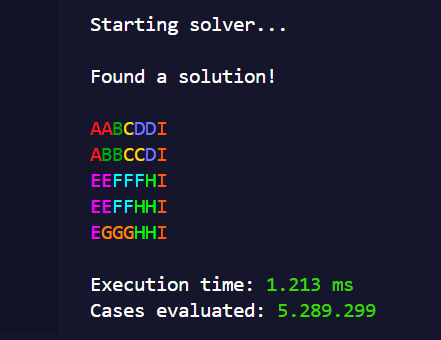 Starting solver...
Found a solution!
AABCDDI
ABBCCDI
EEFFFHI
EEFFHHI
EGGGHHI
Execution time: 1.213 ms
Cases evaluated: 5.289.299